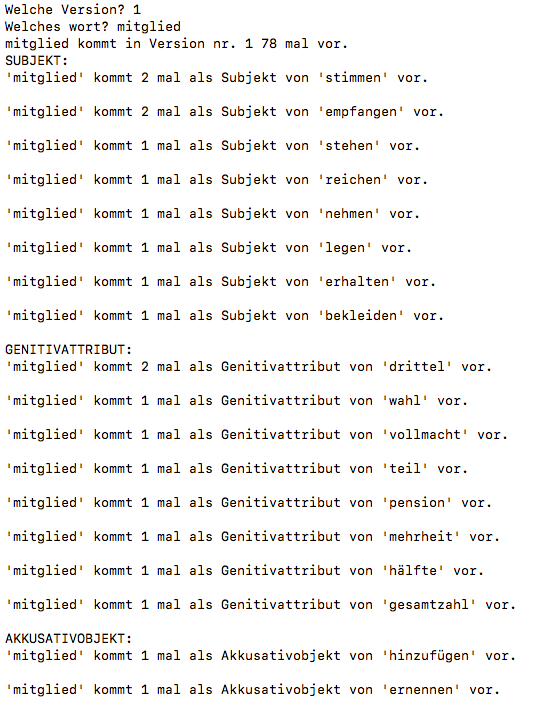 Welche Version? 1
Welches wort? mitglied
mitglied kommt in Version nr. 1 78 mal vor.
SUBJEKT:
'mitglied' kommt 2 mal als Subjekt von 'stimmen' vor.
'mitglied' kommt 2 mal als Subjekt von 'empfangen' vor.
'mitglied' kommt 1 mal als Subjekt von 'stehen' vor.
'mitglied' kommt 1 mal als Subjekt von 'reichen' vor.
'mitglied' kommt 1 mal als Subjekt von 'nehmen' vor.
'mitglied' kommt 1 mal als Subjekt von 'legen' vor.
'mitglied' kommt 1 mal als Subjekt von 'erhalten' vor.
'mitglied' kommt 1 mal als Subjekt von 'bekleiden' vor.
GENITIVATTRIBUT:
'mitglied' kommt 2 mal als Genitivattribut von 'drittel' vor.
'mitglied' kommt 1 mal als Genitivattribut von 'wahl' vor.
'mitglied' kommt 1 mal als Genitivattribut von 'vollmacht' vor.
'mitglied' kommt 1 mal als Genitivattribut von 'teil' vor.
'mitglied' kommt 1 mal als Genitivattribut von 'pension' vor.
'mitglied' kommt 1 mal als Genitivattribut von 'mehrheit' vor.
'mitglied' kommt 1 mal als Genitivattribut von 'hälfte' vor.
'mitglied' kommt 1 mal als Genitivattribut von 'gesamtzahl' vor.
AKKUSATIVOBJEKT:
'mitglied' kommt 1 mal als Akkusativobjekt von 'hinzufügen' vor.
'mitglied' kommt 1 mal als Akkusativobjekt von 'ernennen' vor.